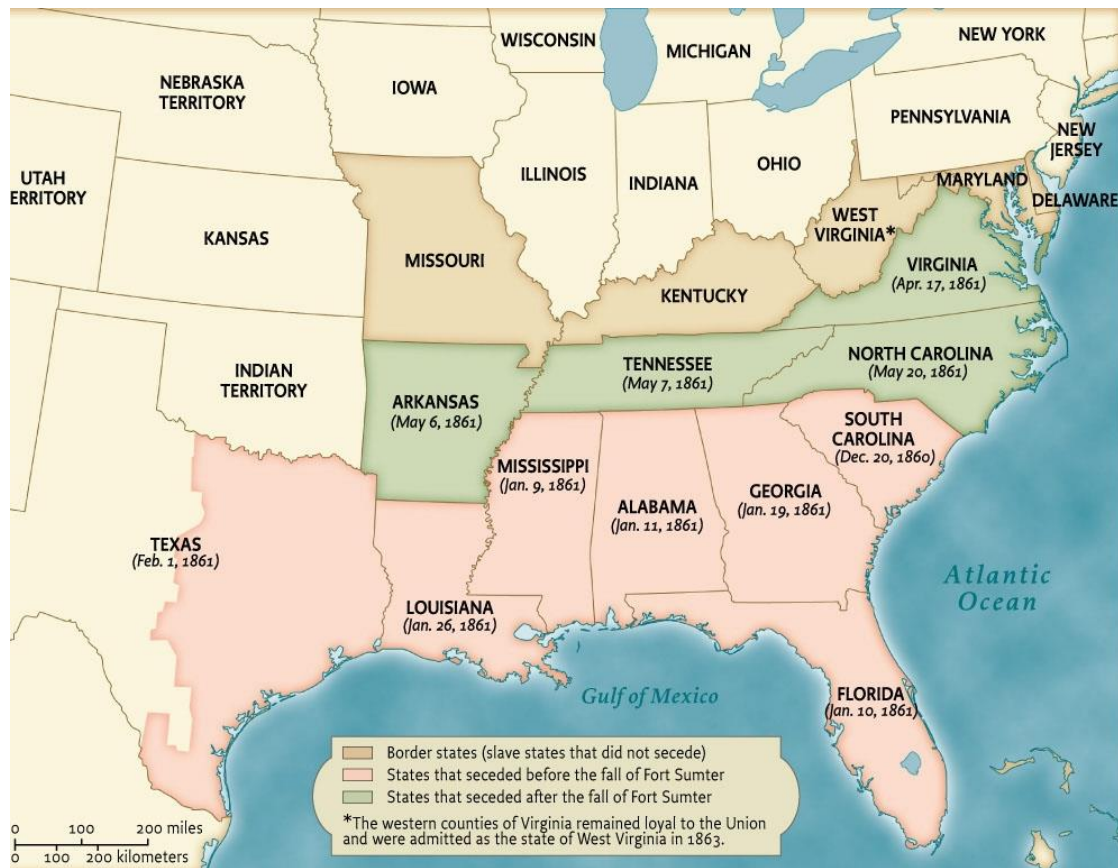 WISCONSIN
MICHIGAN
NEW YORK
NEBRASKA
TERRITORY
IOWA
PENNSYLVANIA
NEW
JERSEY
UTAH
ERRITORY
ILLINOIS
INDIANA
OHIO
MARYLAND
DELAWARE
KANSAS
MISSOURI
WEST
VIRGINIA*
KENTUCKY
VIRGINIA
(Apr. 17, 1861)
INDIAN
TERRITORY
ARKANSAS
(May 6, 1861)
TENNESSEE
(May 7, 1861)
NORTH CAROLINA
(May 20, 1861)
SOUTH
CAROLINA
(Dec. 20, 1860)
MISSISSIPPI
(Jan. 9, 1861)
ALABAMA
(Jan. 11, 1861)
GEORGIA
(Jan. 19, 1861)
TEXAS
(Feb. 1, 1861)
LOUISIANA
(Jan. 26, 1861)
Atlantic
Ocean
Gulf of Mexico
FLORIDA
(Jan. 10, 1861)
Border states (slave states that did not secede)
States that seceded before the fall of Fort Sumter
States that seceded after the fall of Fort Sumter
*The western counties of Virginia remained loyal to the Union
and were admitted as the state of West Virginia in 1863.
0 100 200 miles
0 100 200 kilometers